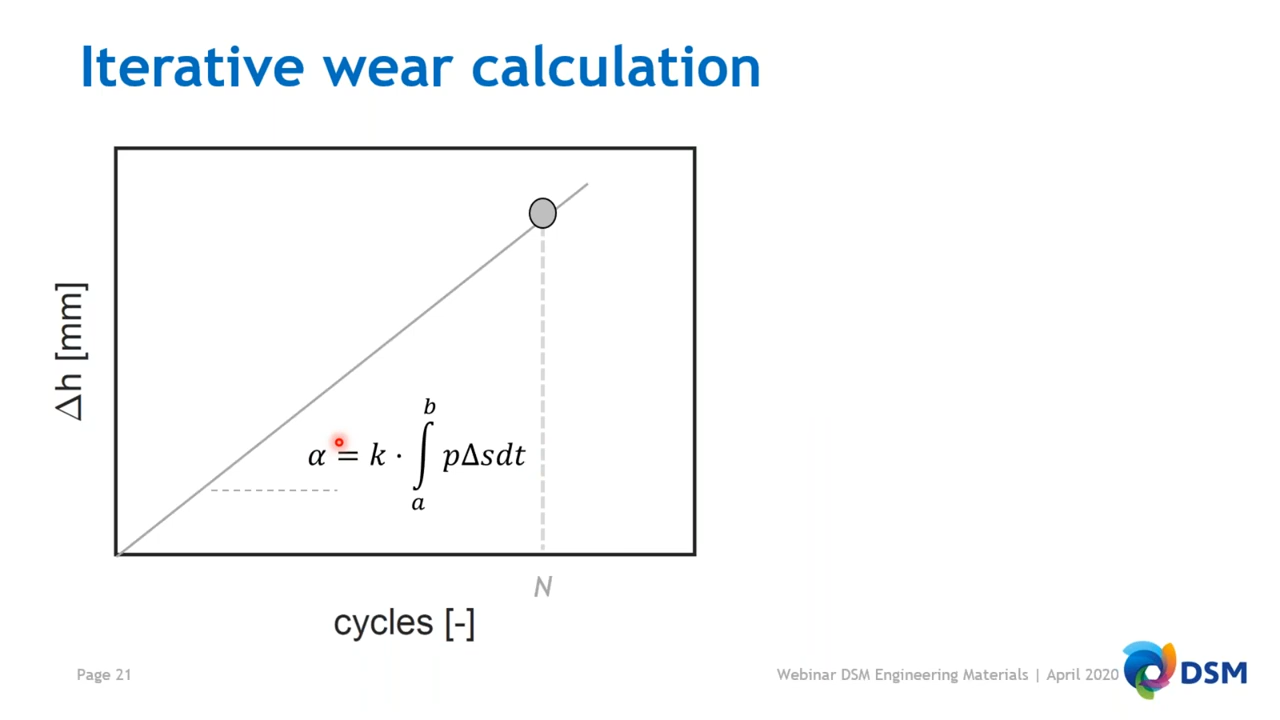 Iterative wear calculation
Δh [mm]
b
α = k · ∫ pΔsdt
a
N
cycles [-]
Page 21
Webinar DSM Engineering Materials | April 2020
DSM